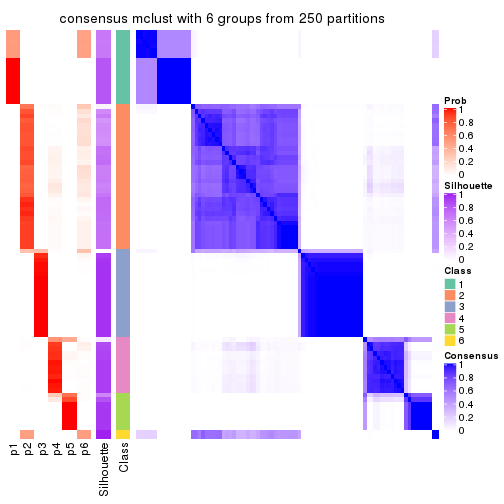 consensus mclust with 6 groups from 250 partitions
Prob
1
0.8
0.6
0.4
0.2
0
Silhouette
1
0.8
0.6
0.4
0.2
0
Class
1
2
3
4
5
6
Consensus
1
0.8
0.6
0.4
0.2
0
p1
p2
p3
p4
p5
p6
Silhouette
Class